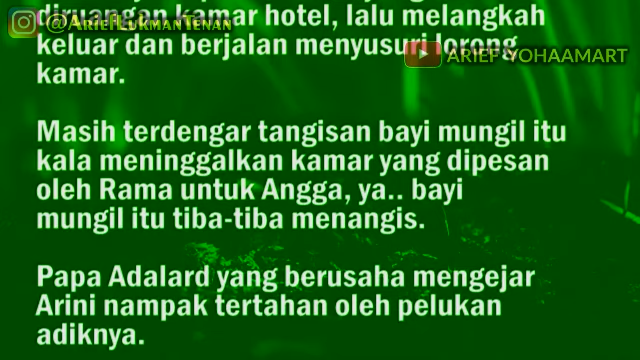 @AriefLukmanTenan
diruangan kamar hotel, lalu melangkah
keluar dan berjalan menyusuri lorong
kamar.
ARIEF YOHAAMART
Masih terdengar tangisan bayi mungil itu
kala meninggalkan kamar yang dipesan
oleh Rama untuk Angga, ya.. bayi
mungil itu tiba-tiba menangis.
Papa Adalard yang berusaha mengejar
Arini nampak tertahan oleh pelukan
adiknya.